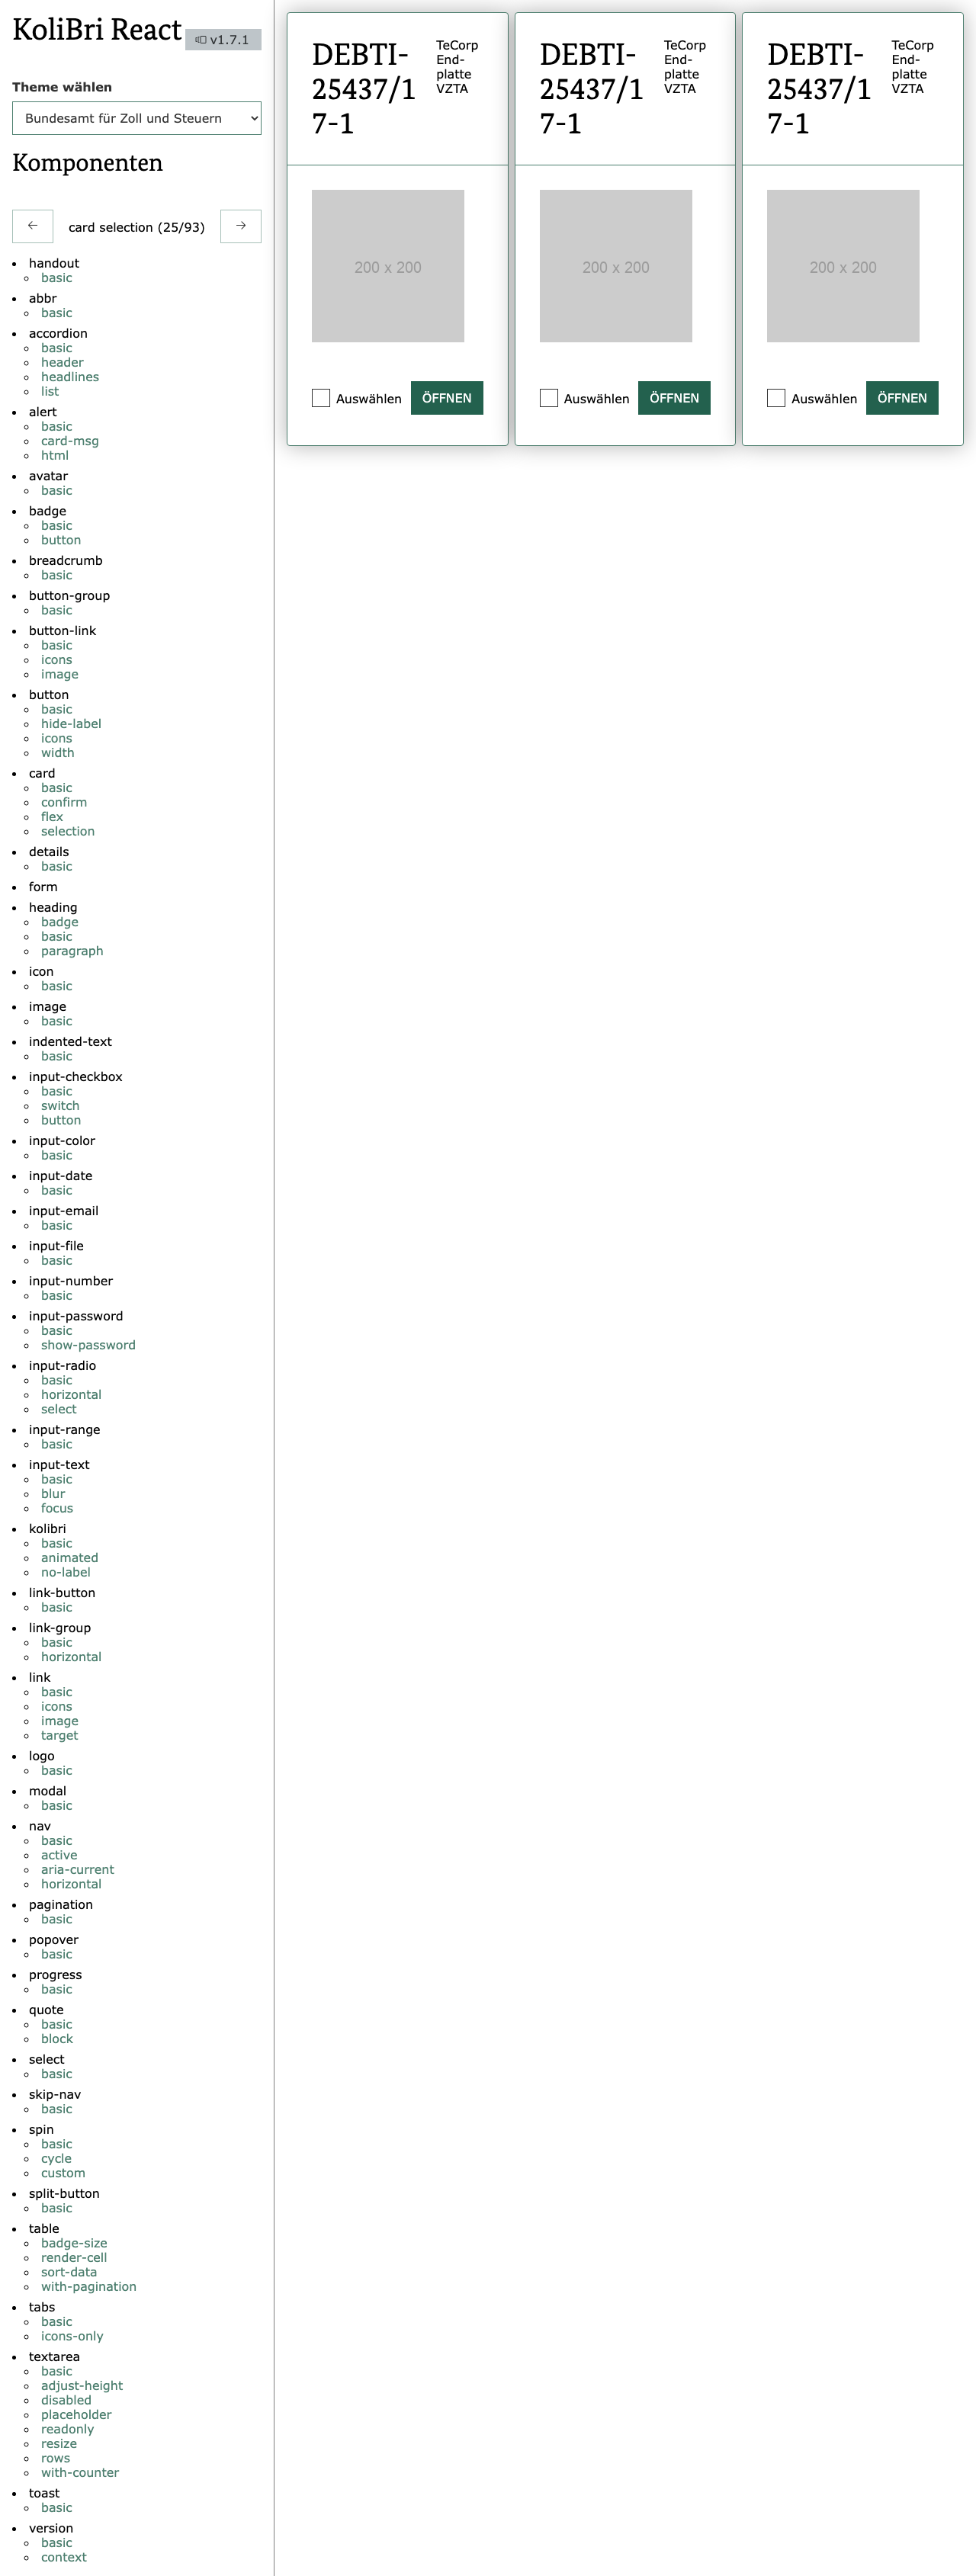 KoliBri React
v1.7.1
Theme wählen
Bundesamt für Zoll und Steuern
Komponenten
← card selection (25/93) →
handout
basic
abbr
basic
accordion
basic
header
headlines
list
alert
basic
card-msg
html
avatar
basic
badge
basic
button
breadcrumb
basic
button-group
basic
button-link
basic
icons
image
button
basic
hide-label
icons
width
card
basic
confirm
flex
selection
details
basic
form
heading
badge
basic
paragraph
icon
basic
image
basic
indented-text
basic
input-checkbox
basic
switch
button
input-color
basic
input-date
basic
input-email
basic
input-file
basic
input-number
basic
input-password
basic
show-password
input-radio
basic
horizontal
select
input-range
basic
input-text
basic
blur
focus
kolibri
basic
animated
no-label
link-button
basic
link-group
basic
horizontal
link
basic
icons
image
target
logo
basic
modal
basic
nav
basic
active
aria-current
horizontal
pagination
basic
popover
basic
progress
basic
quote
basic
block
select
basic
skip-nav
basic
spin
basic
cycle
custom
split-button
basic
table
badge-size
render-cell
sort-data
with-pagination
tabs
basic
icons-only
textarea
basic
adjust-height
disabled
placeholder
readonly
resize
rows
with-counter
toast
basic
version
basic
context
DEBTI-
25437/1
7-1
TeCorp
End-
platte
VZTA
200 x 200
Auswählen
ÖFFNEN
DEBTI-
25437/1
7-1
TeCorp
End-
platte
VZTA
200 x 200
Auswählen
ÖFFNEN
DEBTI-
25437/1
7-1
TeCorp
End-
platte
VZTA
200 x 200
Auswählen
ÖFFNEN